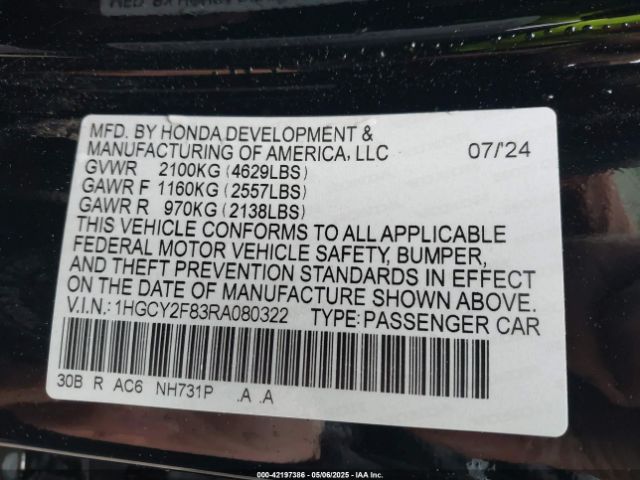 MFD. BY HONDA DEVELOPMENT &
MANUFACTURING OF AMERICA, LLC 07/24
GVWR 2100KG (4629LBS)
GAWR F 1160KG (2557LBS)
GAWR R 970KG (2138LBS)
THIS VEHICLE CONFORMS TO ALL APPLICABLE
FEDERAL MOTOR VEHICLE SAFETY, BUMPER,
AND THEFT PREVENTION STANDARDS IN EFFECT
ON THE DATE OF MANUFACTURE SHOWN ABOVE.
V.I.N.: 1HGCY2F83RA080322 TYPE: PASSENGER CAR
30B R AC6 NH731P .A .A
000-42197386 - 05/06/2025 - IAA Inc.